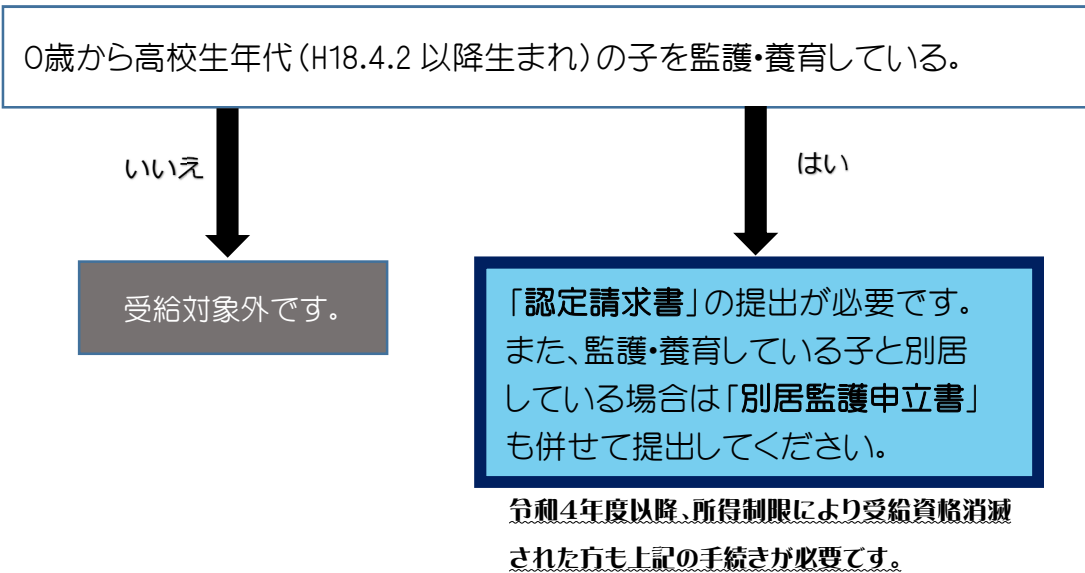 0歳から高校生年代(H18.4.2 以降生まれ)の子を監護・養育している。
いいえ
はい
受給対象外です。
「認定請求書」の提出が必要です。
また、監護・養育している子と別居
している場合は「別居監護申立書」
も併せて提出してください。
令和4年度以降、所得制限により受給資格消滅
された方も上記の手続きが必要です。